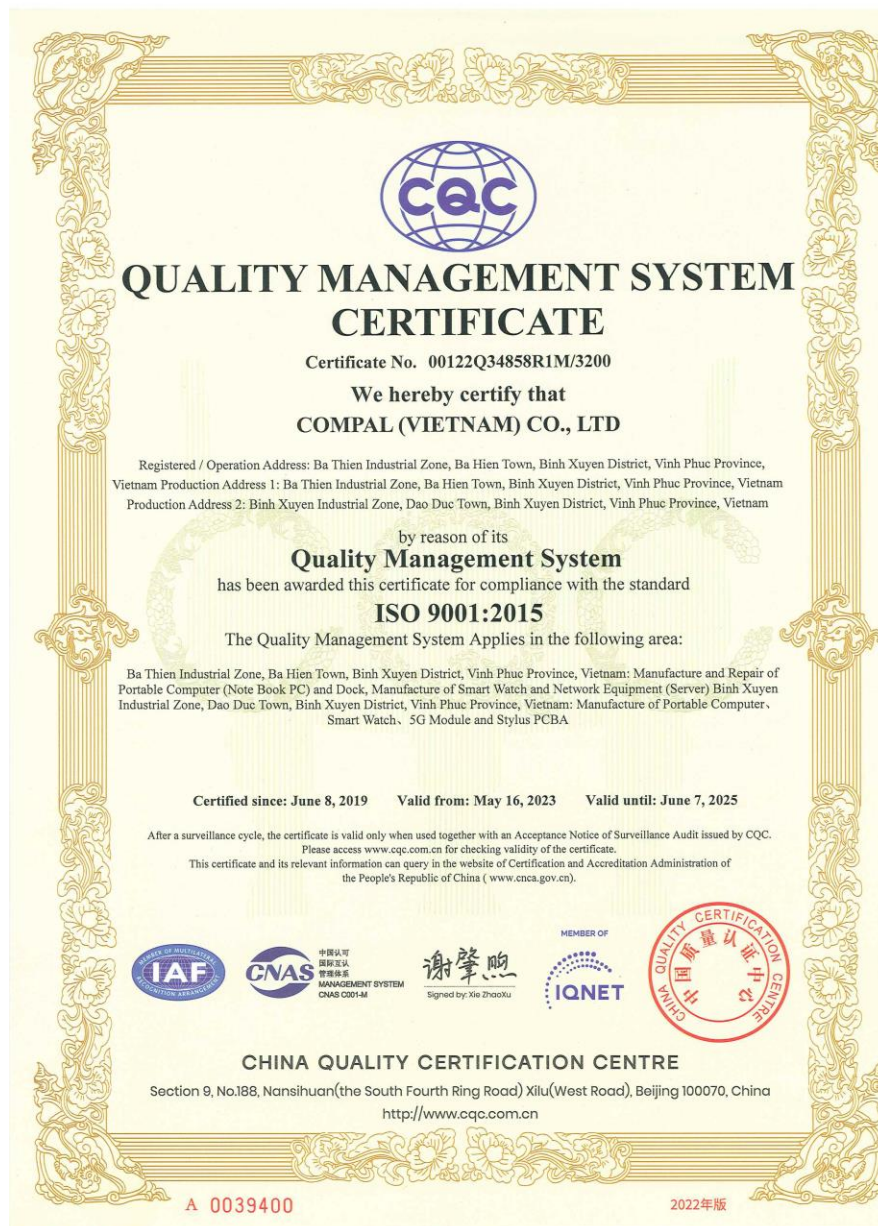 CQC
QUALITY MANAGEMENT SYSTEM
CERTIFICATE
Certificate No. 00122Q34858R1M/3200
We hereby certify that
COMPAL (VIETNAM) CO., LTD
Registered / Operation Address: Ba Thien Industrial Zone, Ba Hien Town, Binh Xuyen District, Vinh Phuc Province,
Vietnam Production Address 1: Ba Thien Industrial Zone, Ba Hien Town, Binh Xuyen District, Vinh Phuc Province, Vietnam
Production Address 2: Binh Xuyen Industrial Zone, Dao Duc Town, Binh Xuyen District, Vinh Phuc Province, Vietnam
by reason of its
Quality Management System
has been awarded this certificate for compliance with the standard
ISO 9001:2015
The Quality Management System Applies in the following area:
Ba Thien Industrial Zone, Ba Hien Town, Binh Xuyen District, Vinh Phuc Province, Vietnam: Manufacture and Repair of
Portable Computer (Note Book PC) and Dock, Manufacture of Smart Watch and Network Equipment (Server) Binh Xuyen
Industrial Zone, Dao Duc Town, Binh Xuyen District, Vinh Phuc Province, Vietnam: Manufacture of Portable Computer、
Smart Watch、5G Module and Stylus PCBA
Certified since: June 8, 2019 Valid from: May 16, 2023 Valid until: June 7, 2025
After a surveillance cycle, the certificate is valid only when used together with an Acceptance Notice of Surveillance Audit issued by CQC.
Please access www.cqc.com.cn for checking validity of the certificate.
This certificate and its relevant information can query in the website of Certification and Accreditation Administration of
the People's Republic of China ( www.cnca.gov.cn).
MEMBER OF MULTILATERAL
IAF
RECOGNITION ARRANGEMENT
CNAS
中国认可
国际互认
管理体系
MANAGEMENT SYSTEM
CNAS C001-M
谢肇煦
Signed by: Xie ZhaoXu
MEMBER OF
IQNET
CHINA QUALITY CERTIFICATION CENTRE
中国质量认证中心
CHINA QUALITY CERTIFICATION CENTRE
Section 9, No.188, Nansihuan(the South Fourth Ring Road) Xilu(West Road), Beijing 100070, China
http://www.cqc.com.cn
A 0039400
2022年版